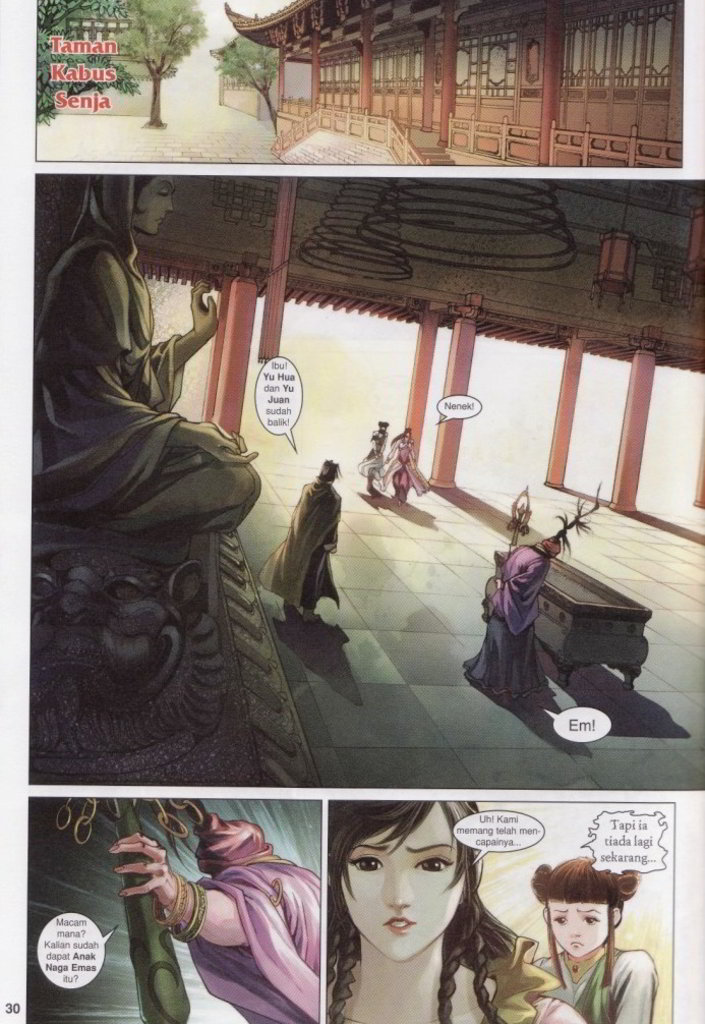 Taman
Kabus
Senja
Ibu!
Yu Hua
dan Yu
Juan
sudah
balik!
Nenek!
Em!
Macam
mana?
Kalian sudah
dapat Anak
Naga Emas
itu?
Uh! Kami
memang telah men-
capainya...
Tapi ia
tiada lagi
sekarang...
30